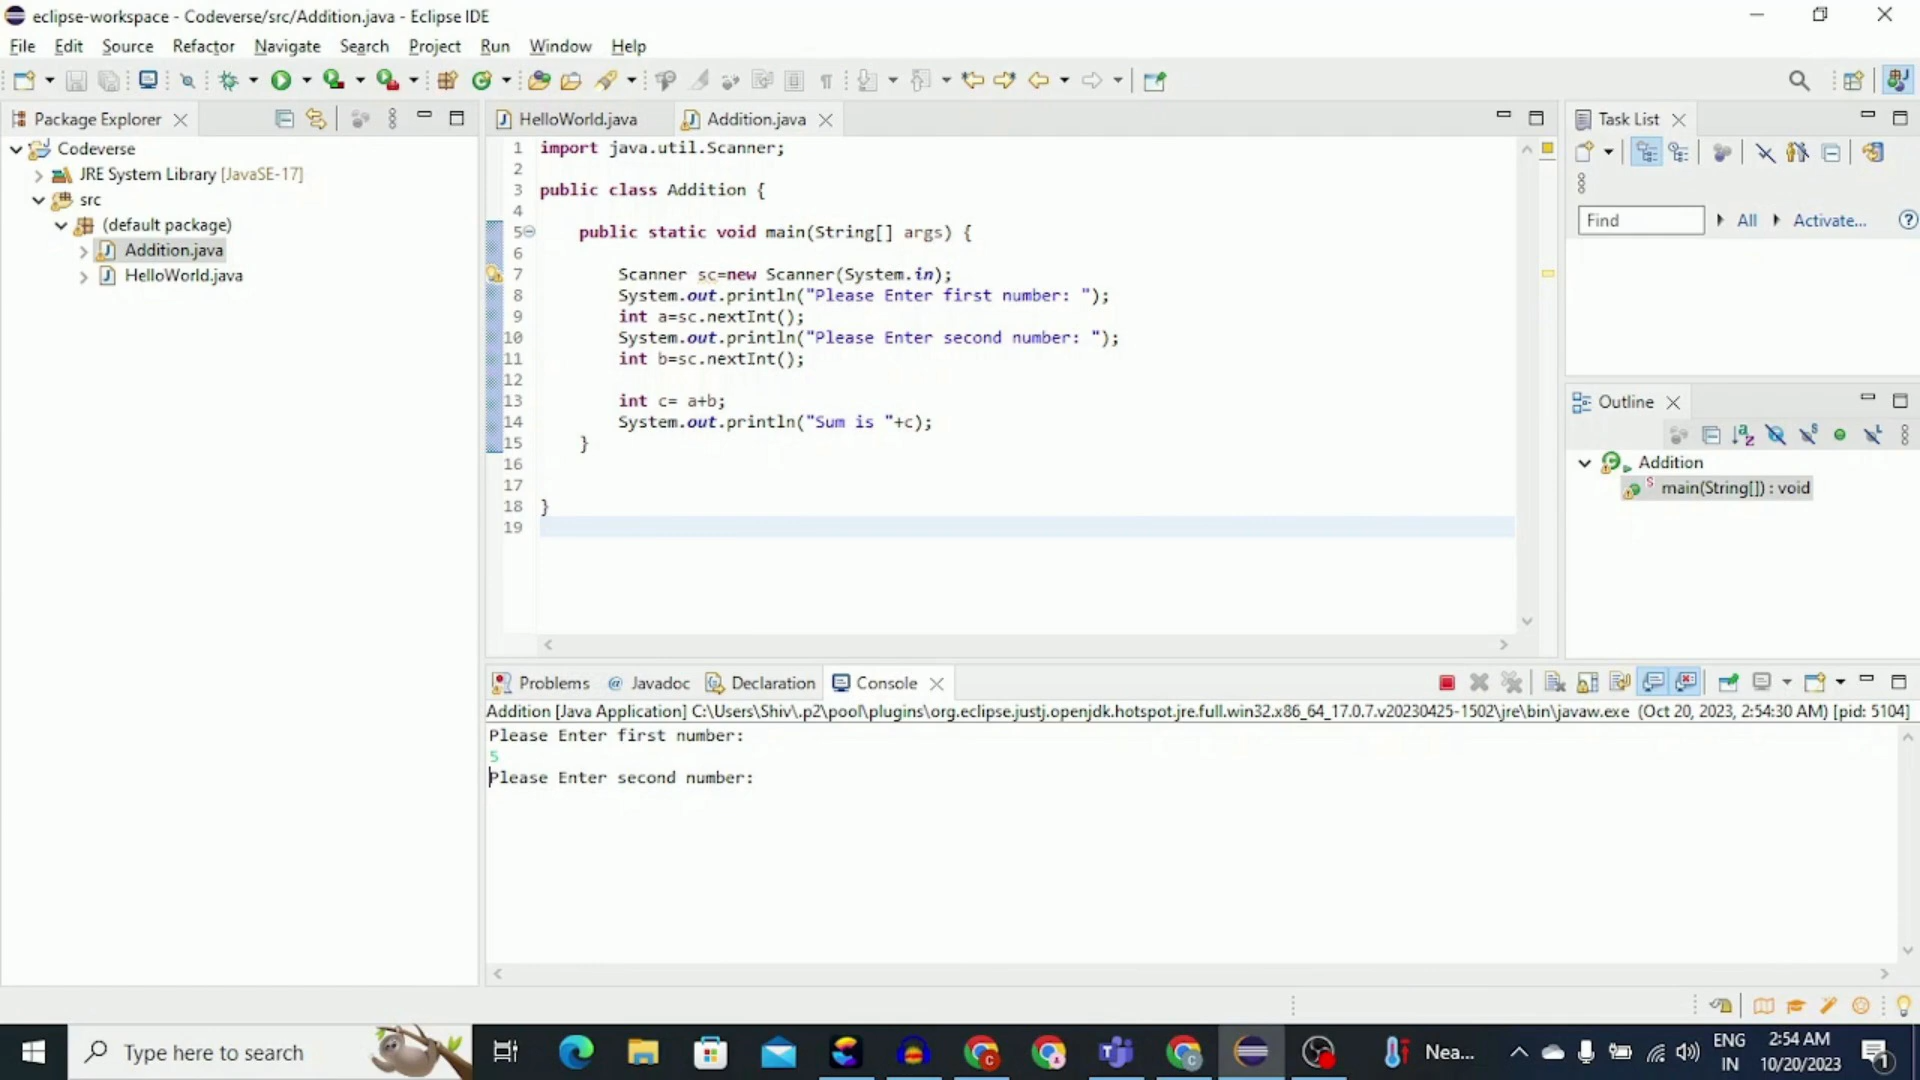 eclipse-workspace - Codeverse/src/Addition.java - Eclipse IDE
File Edit Source Refactor Navigate Search Project Run Window Help
Package Explorer
Codeverse
JRE System Library [JavaSE-17]
src
(default package)
Addition.java
HelloWorld.java
HelloWorld.java Addition.java
1 import java.util.Scanner;
2
3 public class Addition {
4
5 public static void main(String[] args) {
6
7 Scanner sc=new Scanner(System.in);
8 System.out.println("Please Enter first number: ");
9 int a=sc.nextInt();
10 System.out.println("Please Enter second number: ");
11 int b=sc.nextInt();
12
13 int c= a+b;
14 System.out.println("Sum is "+c);
15 }
16
17
18 }
19
Task List
Find All Activate...
Outline
Addition
main(String[]) : void
Problems Javadoc Declaration Console
Addition [Java Application] C:\Users\Shiv\.p2\pool\plugins\org.eclipse.justj.openjdk.hotspot.jre.full.win32.x86_64_17.0.7.v20230425-1502\jre\bin\javaw.exe (Oct 20, 2023, 2:54:30 AM) [pid: 5104]
Please Enter first number:
5
Please Enter second number:
Type here to search
Nea...
ENG
IN
2:54 AM
10/20/2023
1